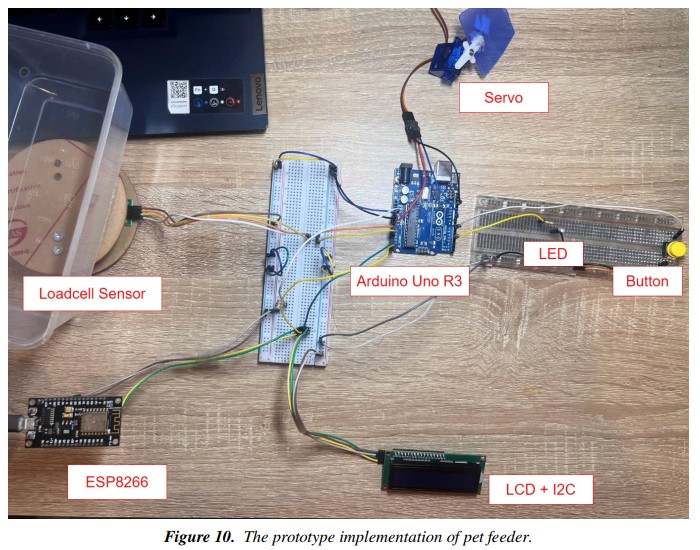 Lenovo
Servo
LED
Loadcell Sensor
Arduino Uno R3
Button
ESP8266
LCD + I2C
Figure 10. The prototype implementation of pet feeder.